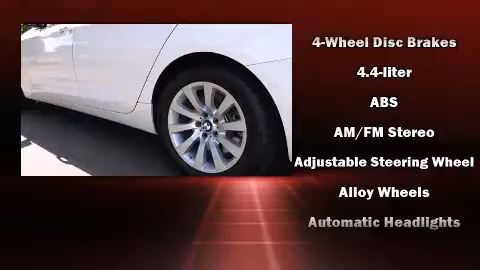 4-Wheel Disc Brakes
4.4-liter
ABS
AM/FM Stereo
Adjustable Steering Wheel
Alloy Wheels
Automatic Headlights